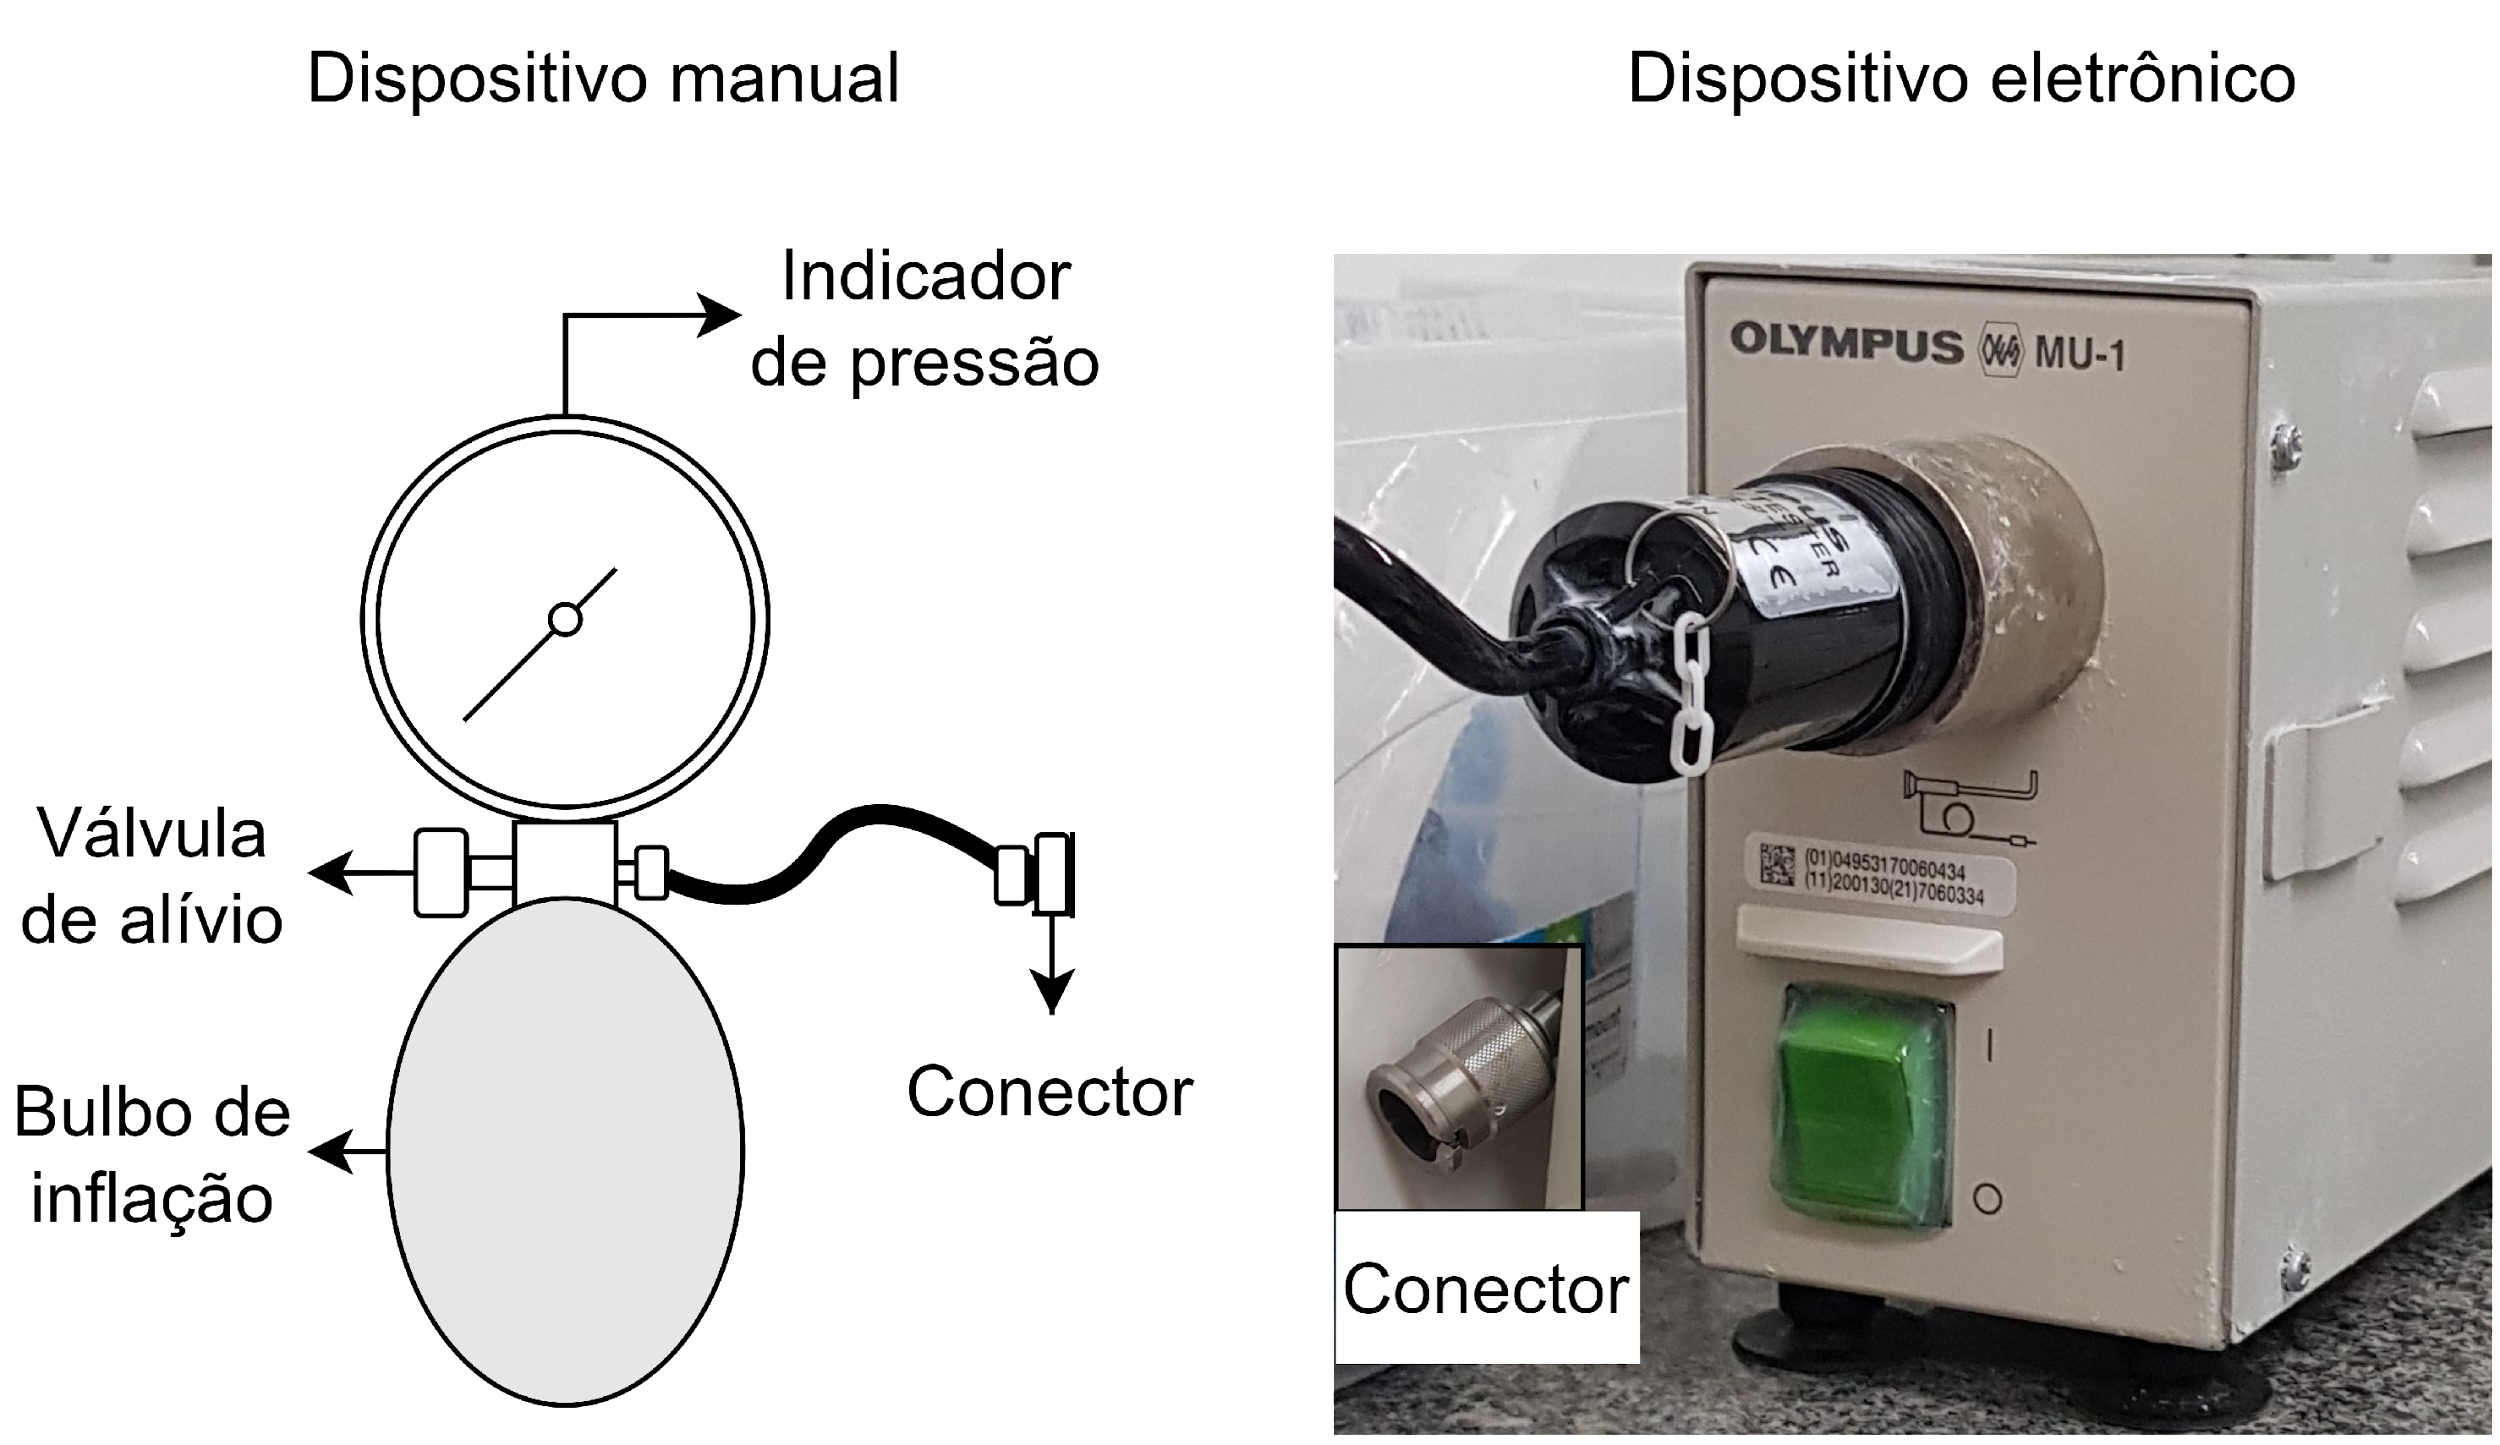 Dispositivo manual
Dispositivo eletrônico
Indicador
de pressão
Válvula
de alívio
Bulbo de
inflação
Conector
OLYMPUS MU-1
(01)04953170060434
(11)200130(21)7060334
I
O
Conector